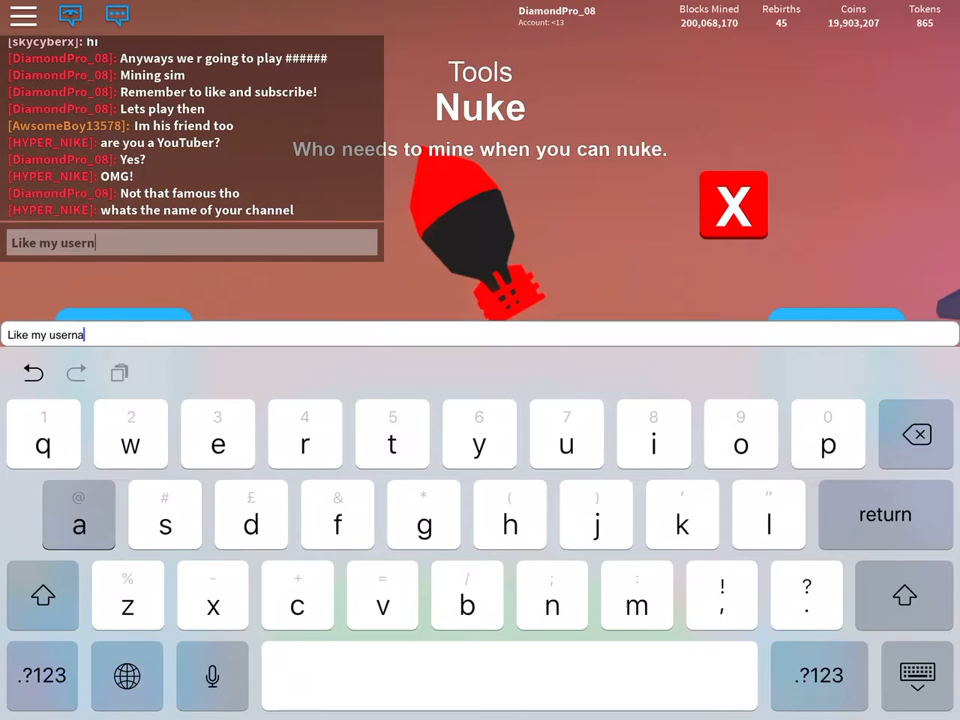 DiamondPro_08
Account: <13
Blocks Mined
200,068,170
Rebirths
45
Coins
19,903,207
Tokens
865
[skycyberx]: hi
[DiamondPro_08]: Anyways we r going to play ######
[DiamondPro_08]: Mining sim
[DiamondPro_08]: Remember to like and subscribe!
[DiamondPro_08]: Lets play then
[AwsomeBoy13578]: Im his friend too
[HYPER_NIKE]: are you a YouTuber?
[DiamondPro_08]: Yes?
[HYPER_NIKE]: OMG!
[DiamondPro_08]: Not that famous tho
[HYPER_NIKE]: whats the name of your channel
Like my usern
Tools
Nuke
Who needs to mine when you can nuke.
X
Like my userna
1 2 3 4 5 6 7 8 9 0
q w e r t y u i o p
@ # £ & * ( ) ' "
a s d f g h j k l return
% - + = / ; : ! ?
z x c v b n m , .
.?123 .?123